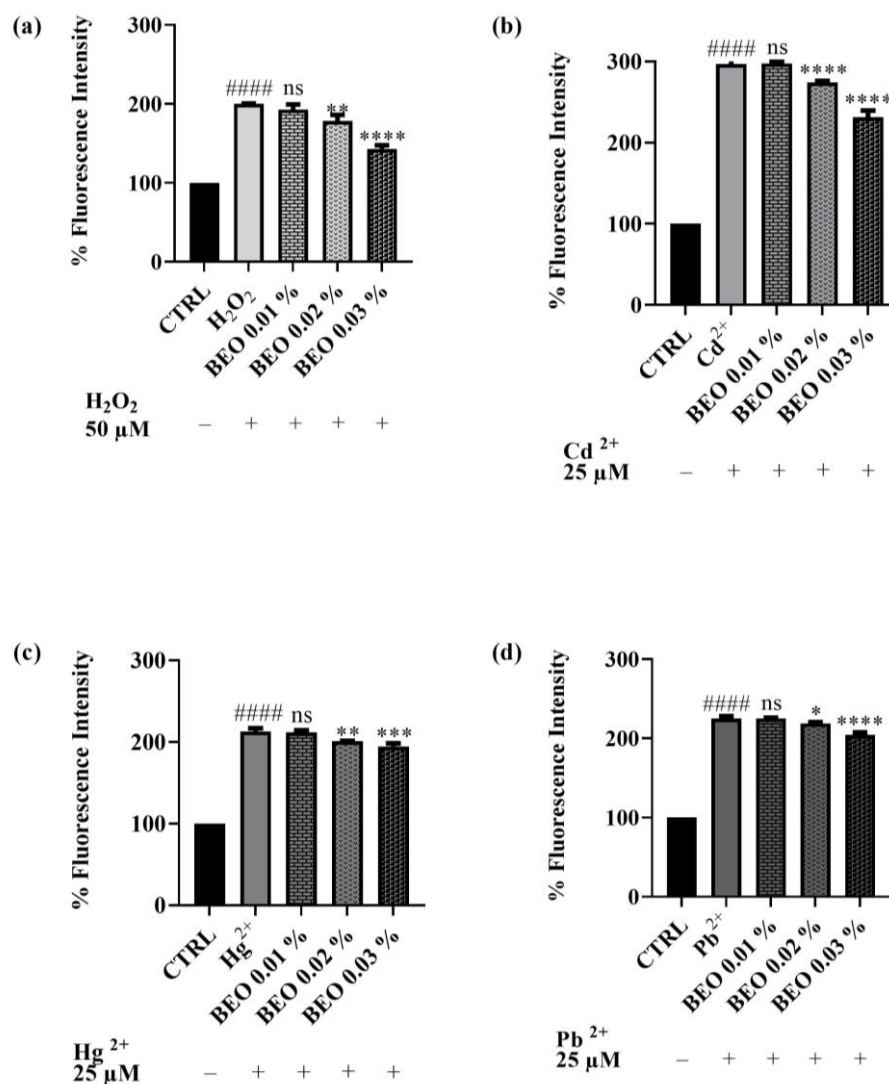 (a)
% Fluorescence Intensity
300
200
100
0
#### ns ** ****
CTRL
H₂O₂
BEO 0.01 %
BEO 0.02 %
BEO 0.03 %
H₂O₂
50 µM – + + + +
(b)
% Fluorescence Intensity
300
200
100
0
#### ns **** ****
CTRL
Cd²⁺
BEO 0.01 %
BEO 0.02 %
BEO 0.03 %
Cd ²⁺
25 µM – + + + +
(c)
% Fluorescence Intensity
300
200
100
0
#### ns ** ***
CTRL
Hg²⁺
BEO 0.01 %
BEO 0.02 %
BEO 0.03 %
Hg ²⁺
25 µM – + + + +
(d)
% Fluorescence Intensity
300
200
100
0
#### ns * ****
CTRL
Pb²⁺
BEO 0.01 %
BEO 0.02 %
BEO 0.03 %
Pb ²⁺
25 µM – + + + +